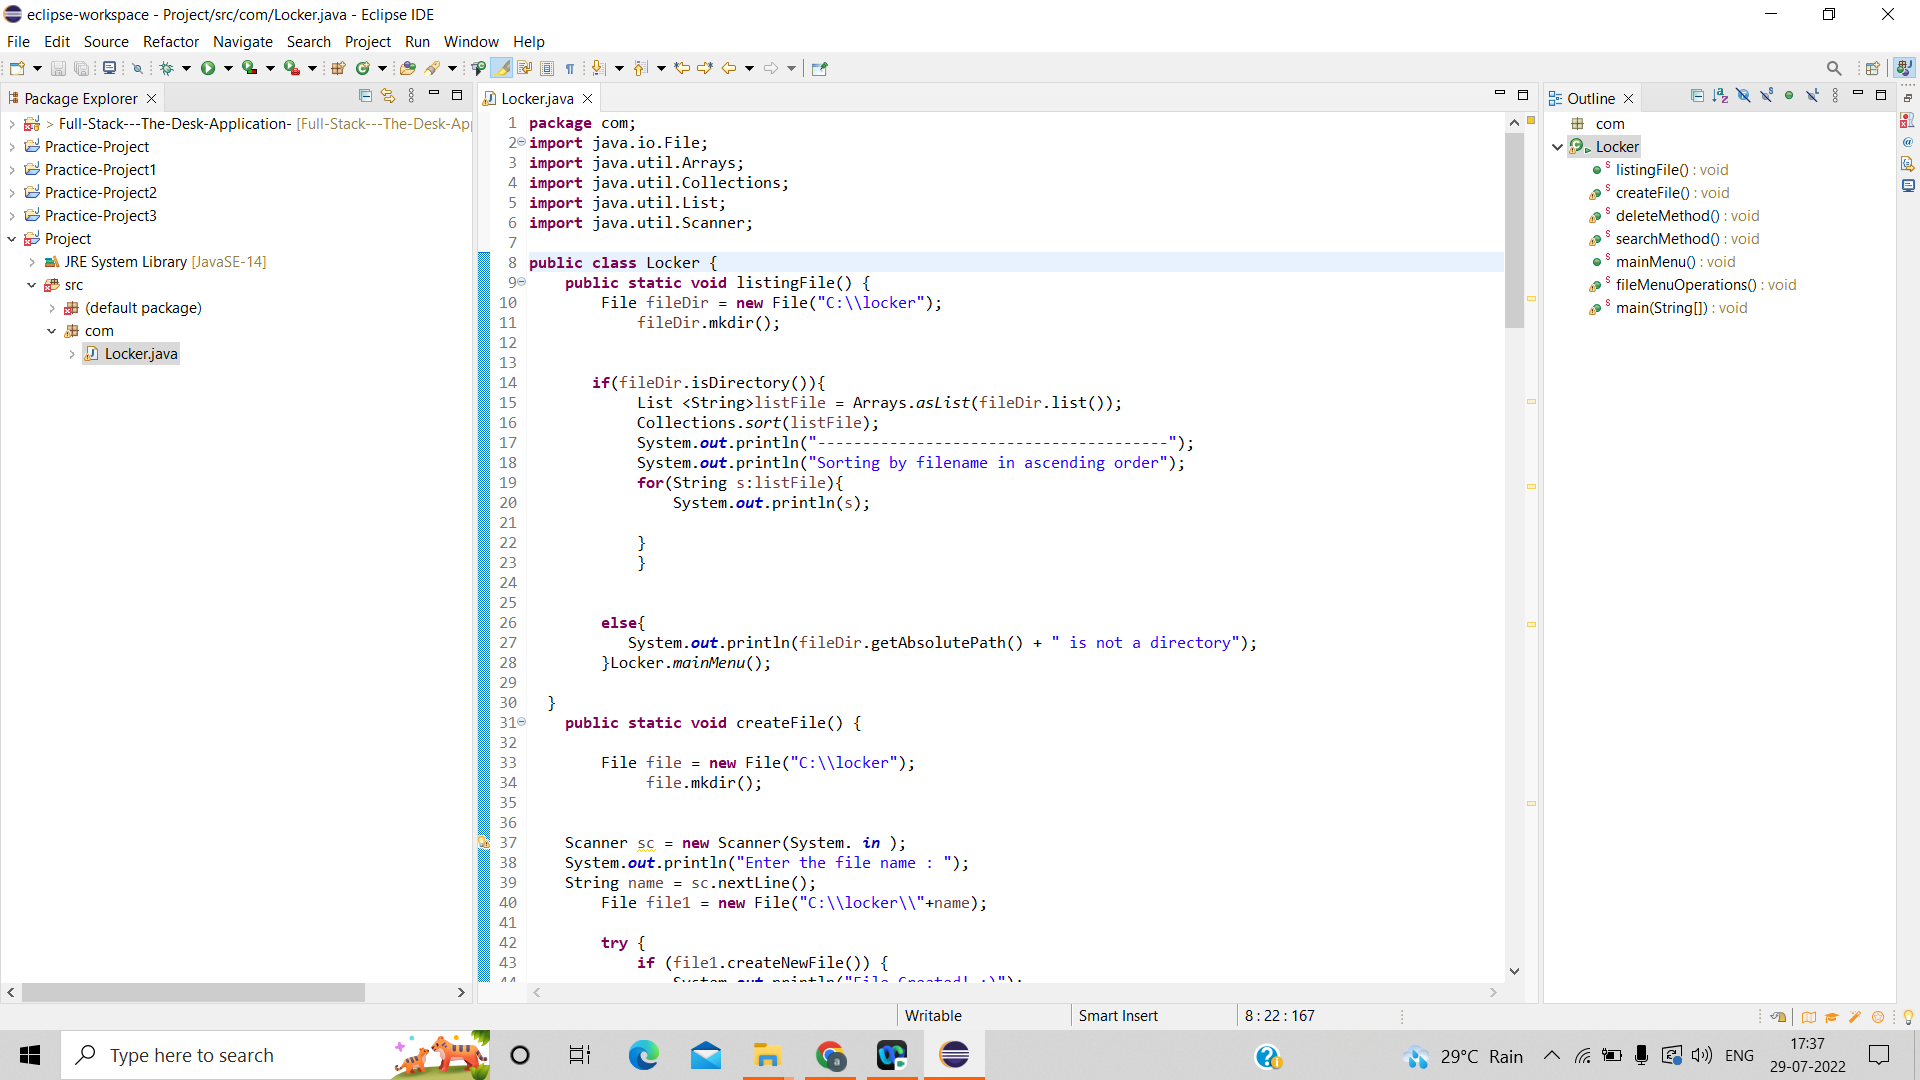 eclipse-workspace - Project/src/com/Locker.java - Eclipse IDE
File Edit Source Refactor Navigate Search Project Run Window Help
Package Explorer
> Full-Stack---The-Desk-Application- [Full-Stack---The-Desk-App
Practice-Project
Practice-Project1
Practice-Project2
Practice-Project3
Project
JRE System Library [JavaSE-14]
src
(default package)
com
Locker.java
Locker.java
1 package com;
2 import java.io.File;
3 import java.util.Arrays;
4 import java.util.Collections;
5 import java.util.List;
6 import java.util.Scanner;
7
8 public class Locker {
9 public static void listingFile() {
10 File fileDir = new File("C:\\locker");
11 fileDir.mkdir();
12
13
14 if(fileDir.isDirectory()){
15 List <String>listFile = Arrays.asList(fileDir.list());
16 Collections.sort(listFile);
17 System.out.println("---------------------------------------");
18 System.out.println("Sorting by filename in ascending order");
19 for(String s:listFile){
20 System.out.println(s);
21
22 }
23 }
24
25
26 else{
27 System.out.println(fileDir.getAbsolutePath() + " is not a directory");
28 }Locker.mainMenu();
29
30 }
31 public static void createFile() {
32
33 File file = new File("C:\\locker");
34 file.mkdir();
35
36
37 Scanner sc = new Scanner(System. in );
38 System.out.println("Enter the file name : ");
39 String name = sc.nextLine();
40 File file1 = new File("C:\\locker\\"+name);
41
42 try {
43 if (file1.createNewFile()) {
44 System.out.println("File Created! :)");
Outline
com
Locker
listingFile() : void
createFile() : void
deleteMethod() : void
searchMethod() : void
mainMenu() : void
fileMenuOperations() : void
main(String[]) : void
Writable Smart Insert 8 : 22 : 167
Type here to search
29°C Rain
ENG
17:37
29-07-2022